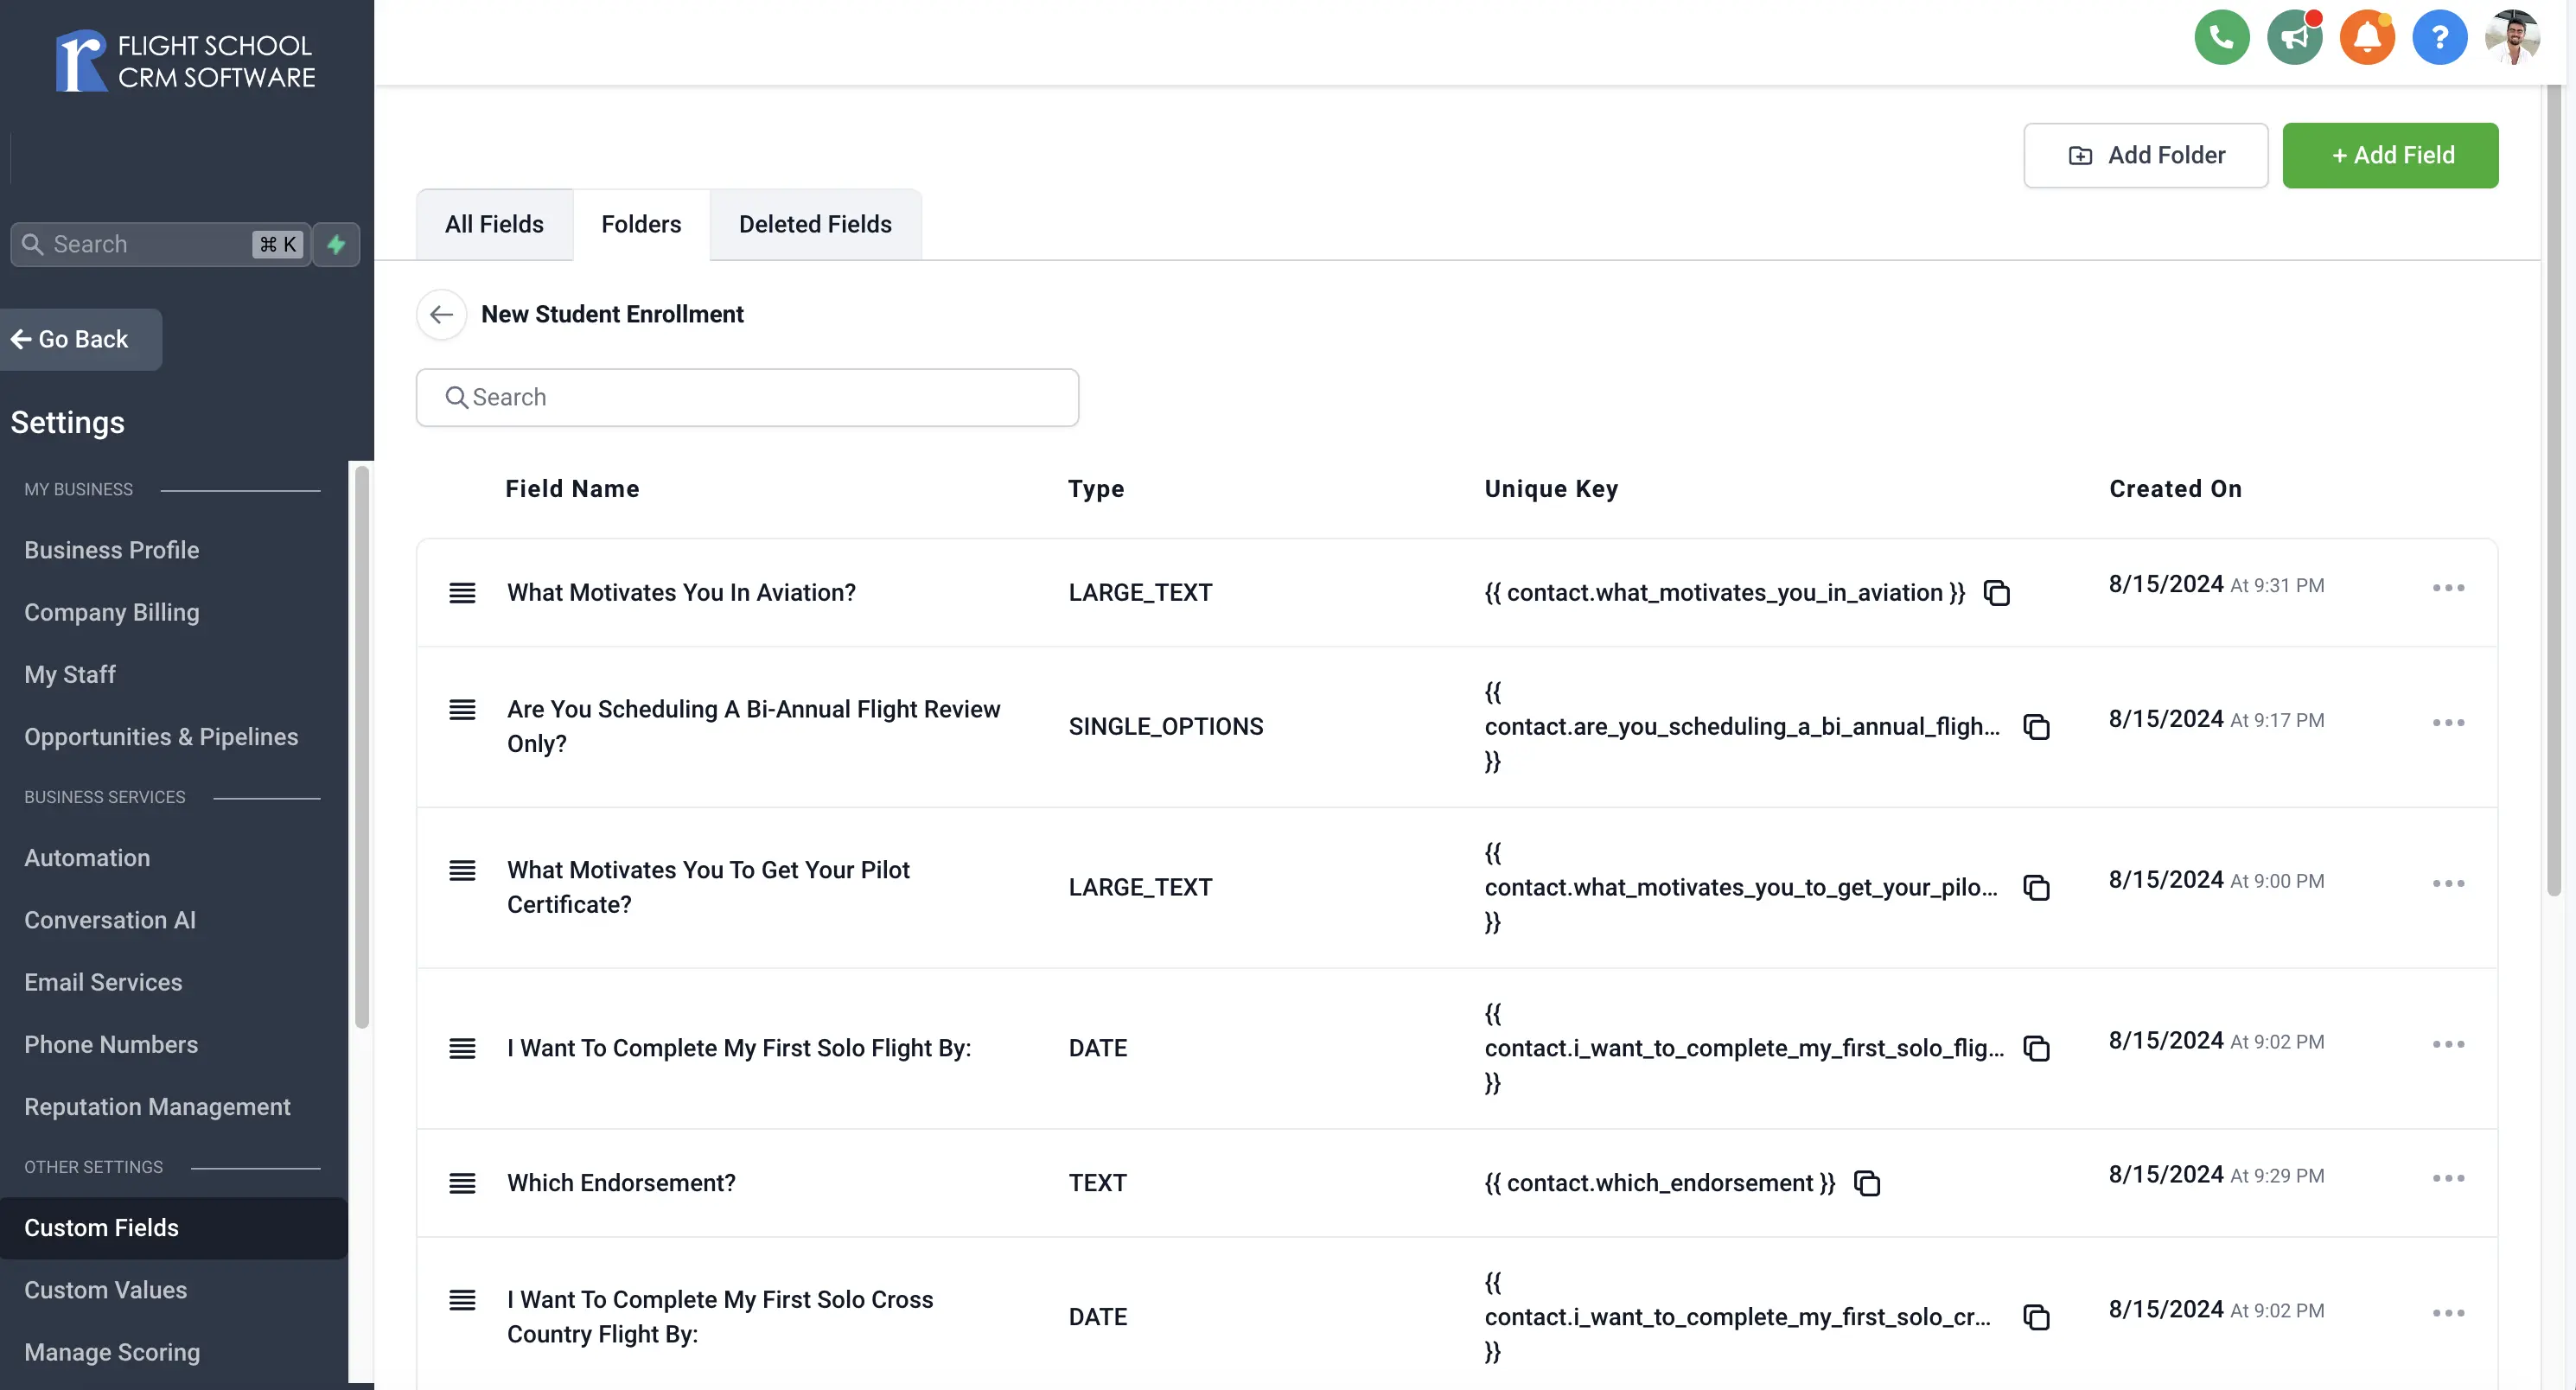 FLIGHT SCHOOL
CRM SOFTWARE
Search ⌘ K
Go Back
Settings
MY BUSINESS
Business Profile
Company Billing
My Staff
Opportunities & Pipelines
BUSINESS SERVICES
Automation
Conversation AI
Email Services
Phone Numbers
Reputation Management
OTHER SETTINGS
Custom Fields
Custom Values
Manage Scoring
?
Add Folder
+ Add Field
All Fields
Folders
Deleted Fields
New Student Enrollment
Search
Field Name Type Unique Key Created On
What Motivates You In Aviation? LARGE_TEXT {{ contact.what_motivates_you_in_aviation }} 8/15/2024 At 9:31 PM
Are You Scheduling A Bi-Annual Flight Review
Only?
SINGLE_OPTIONS
{{
contact.are_you_scheduling_a_bi_annual_fligh...
}}
8/15/2024 At 9:17 PM
What Motivates You To Get Your Pilot
Certificate?
LARGE_TEXT
{{
contact.what_motivates_you_to_get_your_pilo...
}}
8/15/2024 At 9:00 PM
I Want To Complete My First Solo Flight By:
DATE
{{
contact.i_want_to_complete_my_first_solo_flig...
}}
8/15/2024 At 9:02 PM
Which Endorsement? TEXT {{ contact.which_endorsement }} 8/15/2024 At 9:29 PM
I Want To Complete My First Solo Cross
Country Flight By:
DATE
{{
contact.i_want_to_complete_my_first_solo_cr...
}}
8/15/2024 At 9:02 PM